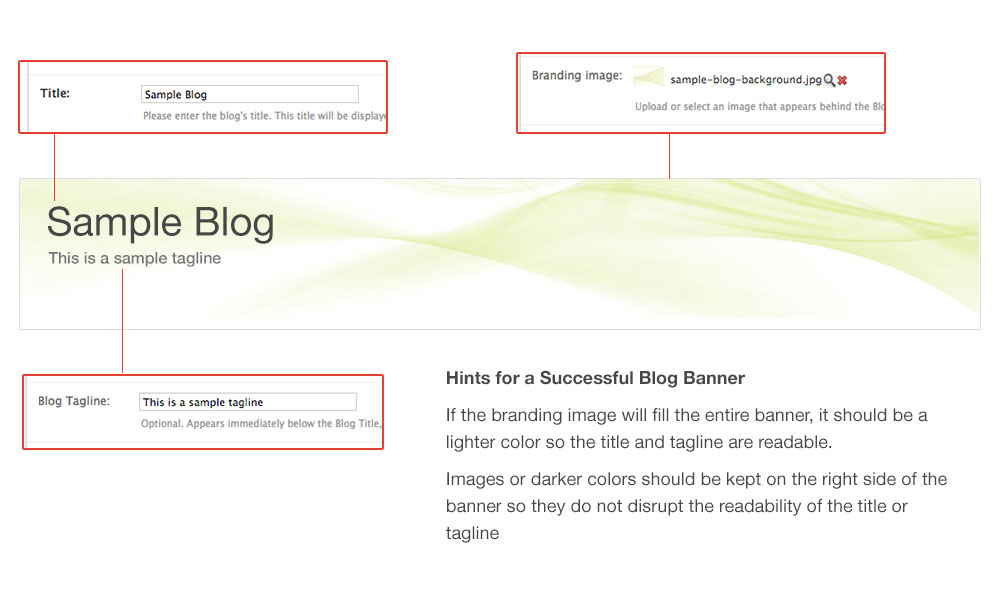 Title:
Sample Blog
Please enter the blog's title. This title will be displaye
Branding image:
sample-blog-background.jpg
Upload or select an image that appears behind the Blo
Sample Blog
This is a sample tagline
Blog Tagline:
This is a sample tagline
Optional. Appears immediately below the Blog Title,
Hints for a Successful Blog Banner
If the branding image will fill the entire banner, it should be a
lighter color so the title and tagline are readable.
Images or darker colors should be kept on the right side of the
banner so they do not disrupt the readability of the title or
tagline